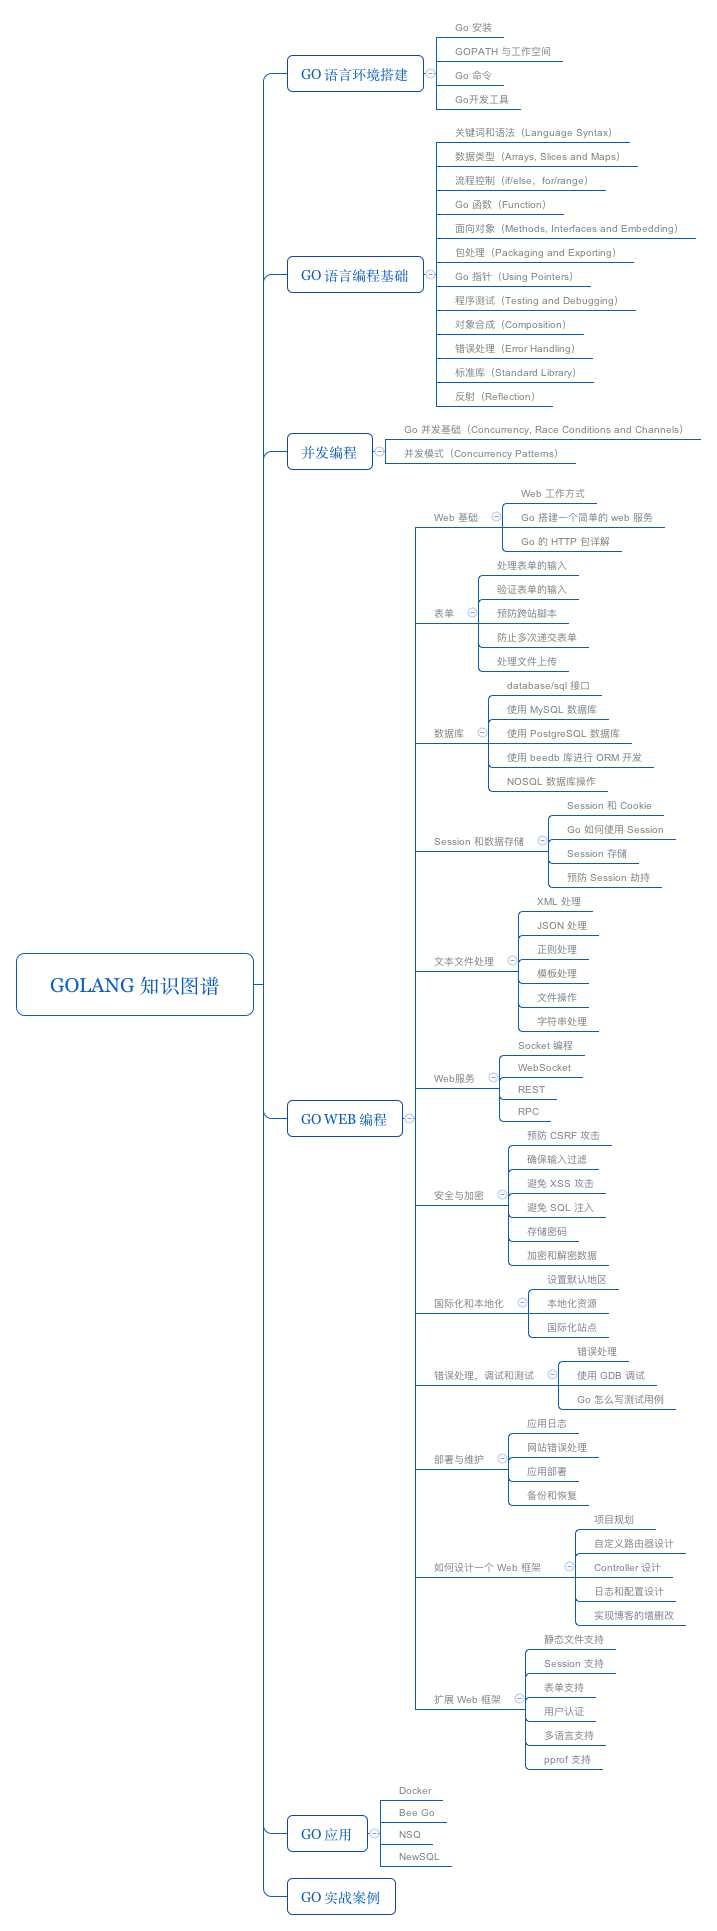 Go 安装
GOPATH 与工作空间
GO 语言环境搭建
Go 命令
Go开发工具
关键词和语法（Language Syntax）
数据类型（Arrays, Slices and Maps）
流程控制（if/else，for/range）
Go 函数（Function）
面向对象（Methods, Interfaces and Embedding）
包处理（Packaging and Exporting）
GO 语言编程基础
Go 指针（Using Pointers）
程序测试（Testing and Debugging）
对象合成（Composition）
错误处理（Error Handling）
标准库（Standard Library）
反射（Reflection）
并发编程
Go 并发基础（Concurrency, Race Conditions and Channels）
并发模式（Concurrency Patterns）
Web 基础
Web 工作方式
Go 搭建一个简单的 web 服务
Go 的 HTTP 包详解
表单
处理表单的输入
验证表单的输入
预防跨站脚本
防止多次递交表单
处理文件上传
数据库
database/sql 接口
使用 MySQL 数据库
使用 PostgreSQL 数据库
使用 beedb 库进行 ORM 开发
NOSQL 数据库操作
Session 和数据存储
Session 和 Cookie
Go 如何使用 Session
Session 存储
预防 Session 劫持
文本文件处理
XML 处理
JSON 处理
正则处理
模板处理
文件操作
字符串处理
GOLANG 知识图谱
Web服务
Socket 编程
WebSocket
REST
RPC
GO WEB 编程
安全与加密
预防 CSRF 攻击
确保输入过滤
避免 XSS 攻击
避免 SQL 注入
存储密码
加密和解密数据
国际化和本地化
设置默认地区
本地化资源
国际化站点
错误处理，调试和测试
错误处理
使用 GDB 调试
Go 怎么写测试用例
部署与维护
应用日志
网站错误处理
应用部署
备份和恢复
如何设计一个 Web 框架
项目规划
自定义路由器设计
Controller 设计
日志和配置设计
实现博客的增删改
扩展 Web 框架
静态文件支持
Session 支持
表单支持
用户认证
多语言支持
pprof 支持
GO 应用
Docker
Bee Go
NSQ
NewSQL
GO 实战案例